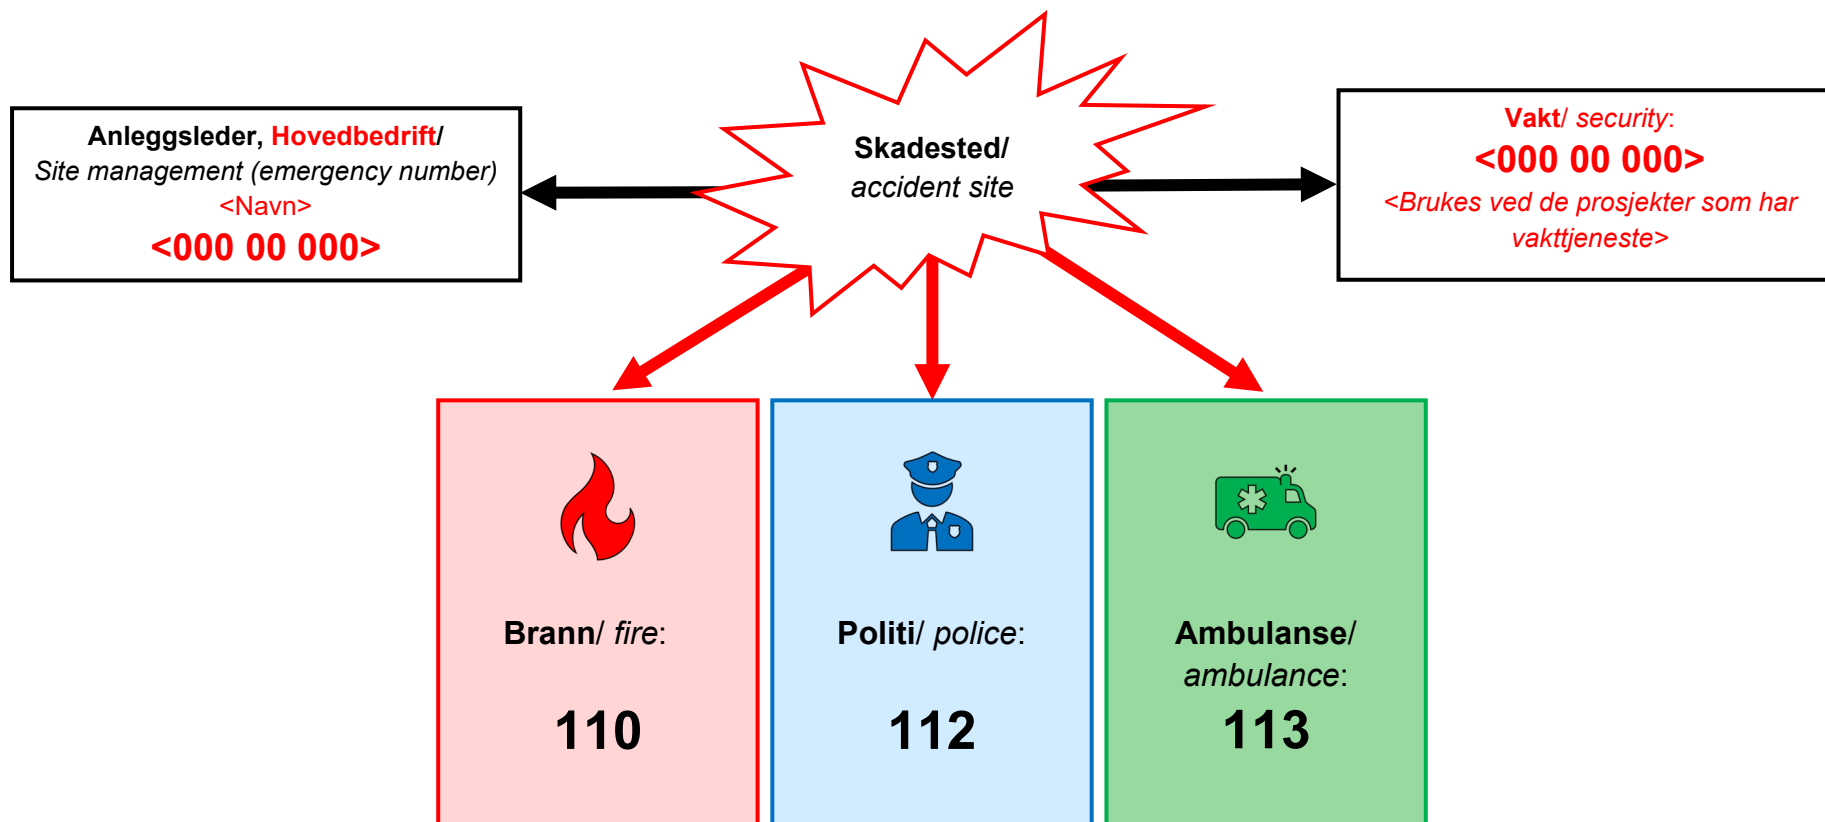 Anleggsleder, Hovedbedrift/
Site management (emergency number)
<Navn>
<000 00 000>
Skadested/
accident site
Vakt/ security:
<000 00 000>
<Brukes ved de prosjekter som har
vakttjeneste>
Brann/ fire:
110
Politi/ police:
112
Ambulanse/
ambulance:
113